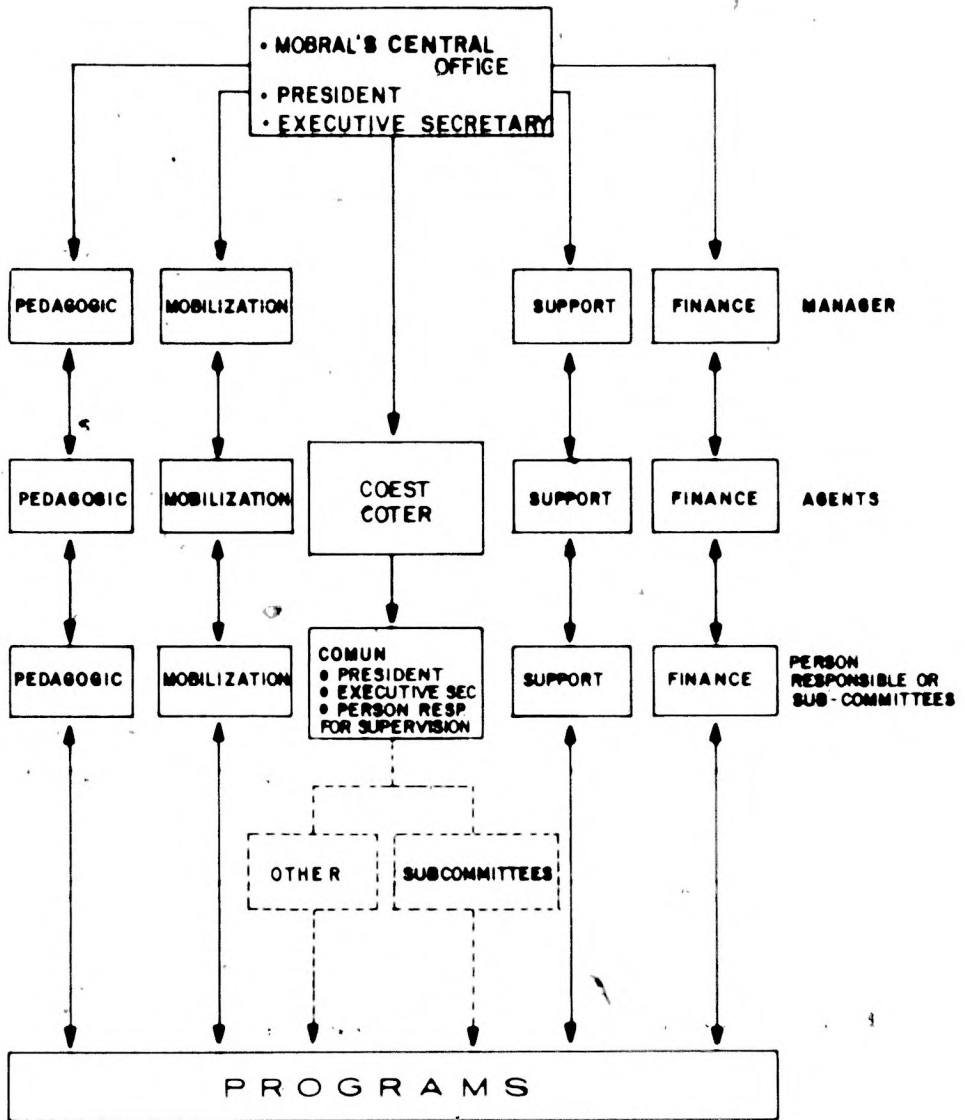 • MOBRAL'S CENTRAL
OFFICE
• PRESIDENT
• EXECUTIVE SECRETARY
PEDAGOGIC
MOBILIZATION
SUPPORT
FINANCE
MANAGER
PEDAGOGIC
MOBILIZATION
COEST
COTER
SUPPORT
FINANCE
AGENTS
PEDAGOGIC
MOBILIZATION
COMUN
• PRESIDENT
• EXECUTIVE SEC
• PERSON RESP.
FOR SUPERVISION
SUPPORT
FINANCE
PERSON
RESPONSIBLE OR
SUB-COMMITTEES
OTHER
SUBCOMMITTEES
PROGRAMS